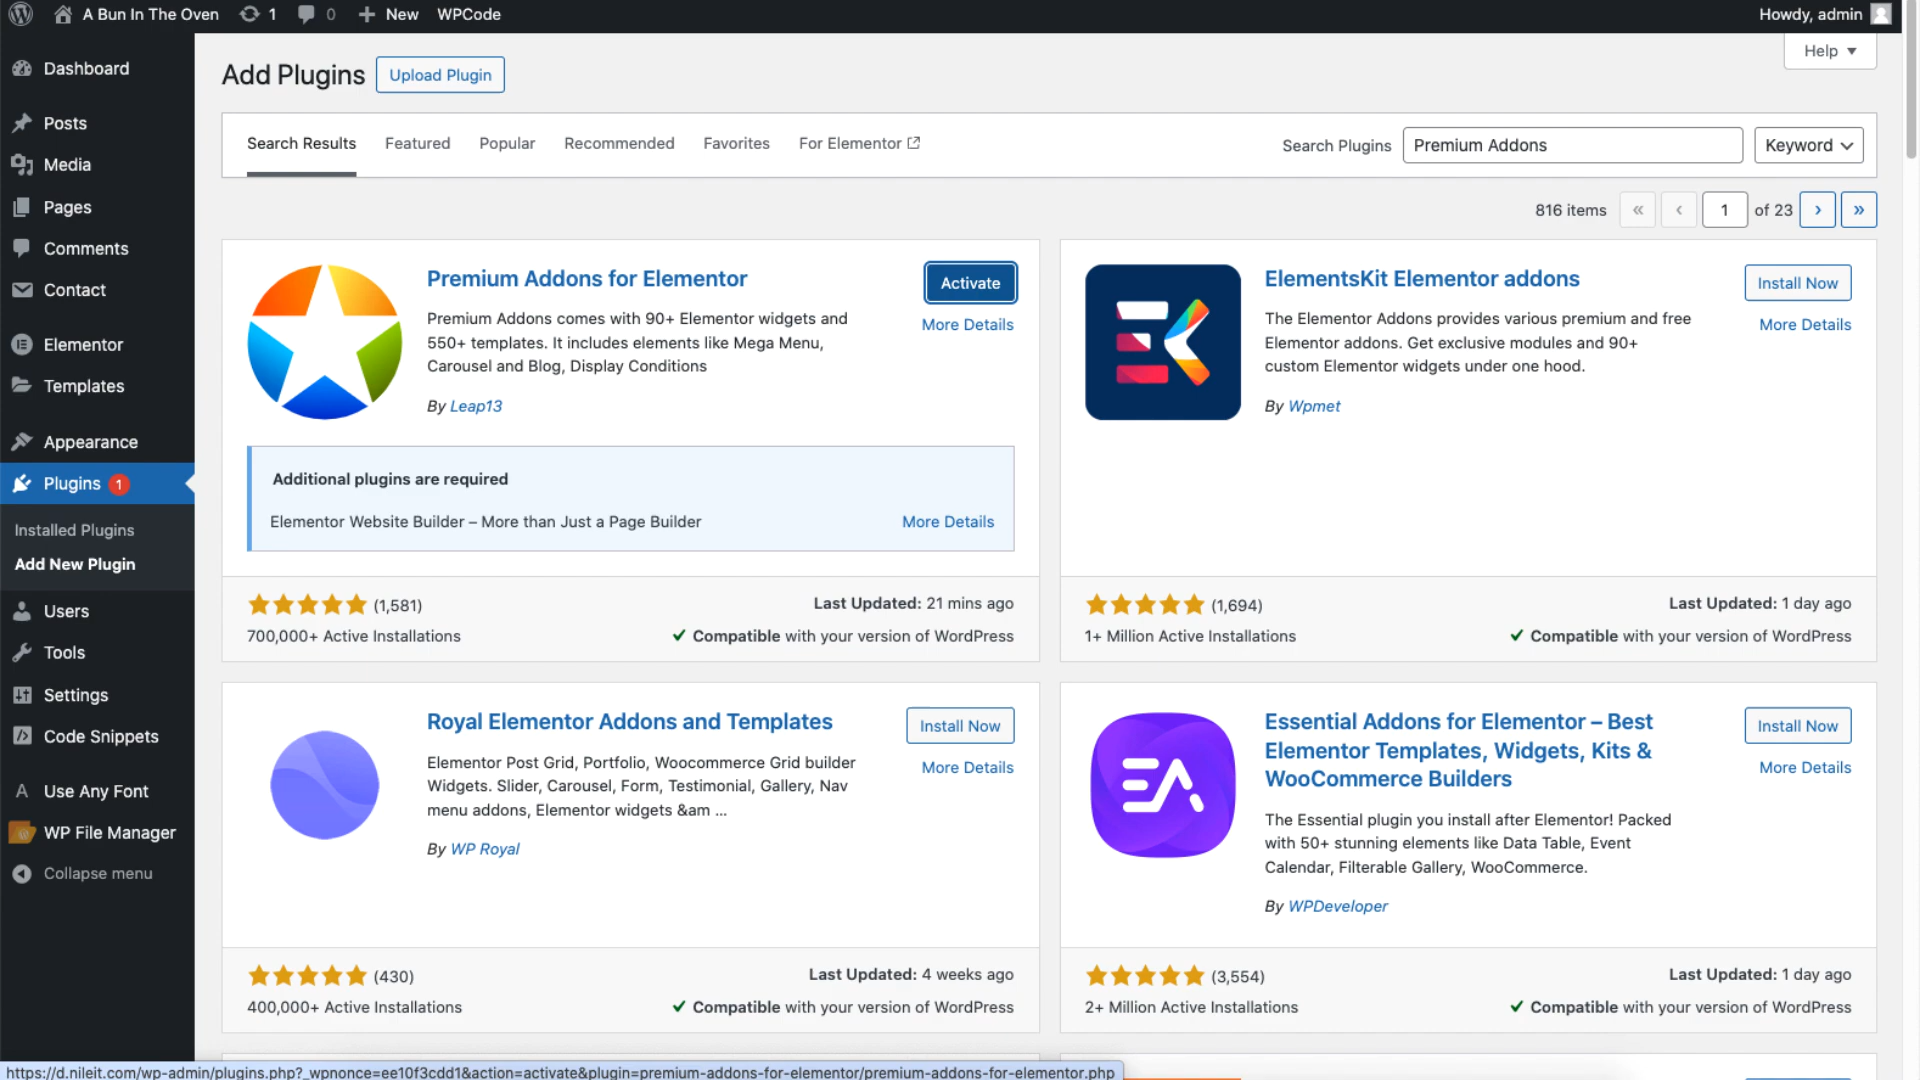 A Bun In The Oven 1 0 New WPCode
Howdy, admin
Dashboard
Posts
Media
Pages
Comments
Contact
Elementor
Templates
Appearance
Plugins 1
Installed Plugins
Add New Plugin
Users
Tools
Settings
Code Snippets
Use Any Font
WP File Manager
Collapse menu
Help
Add Plugins
Upload Plugin
Search Results Featured Popular Recommended Favorites For Elementor
Search Plugins Premium Addons Keyword
816 items « ‹ 1 of 23 › »
Premium Addons for Elementor
Activate
More Details
Premium Addons comes with 90+ Elementor widgets and
550+ templates. It includes elements like Mega Menu,
Carousel and Blog, Display Conditions
By Leap13
Additional plugins are required
Elementor Website Builder – More than Just a Page Builder More Details
(1,581)
700,000+ Active Installations
Last Updated: 21 mins ago
Compatible with your version of WordPress
ElementsKit Elementor addons
Install Now
More Details
The Elementor Addons provides various premium and free
Elementor addons. Get exclusive modules and 90+
custom Elementor widgets under one hood.
By Wpmet
(1,694)
1+ Million Active Installations
Last Updated: 1 day ago
Compatible with your version of WordPress
Royal Elementor Addons and Templates
Install Now
More Details
Elementor Post Grid, Portfolio, Woocommerce Grid builder
Widgets. Slider, Carousel, Form, Testimonial, Gallery, Nav
menu addons, Elementor widgets &am ...
By WP Royal
(430)
400,000+ Active Installations
Last Updated: 4 weeks ago
Compatible with your version of WordPress
Essential Addons for Elementor – Best
Elementor Templates, Widgets, Kits &
WooCommerce Builders
Install Now
More Details
The Essential plugin you install after Elementor! Packed
with 50+ stunning elements like Data Table, Event
Calendar, Filterable Gallery, WooCommerce.
By WPDeveloper
(3,554)
2+ Million Active Installations
Last Updated: 1 day ago
Compatible with your version of WordPress
https://d.nileit.com/wp-admin/plugins.php?_wpnonce=ee10f3cdd1&action=activate&plugin=premium-addons-for-elementor/premium-addons-for-elementor.php